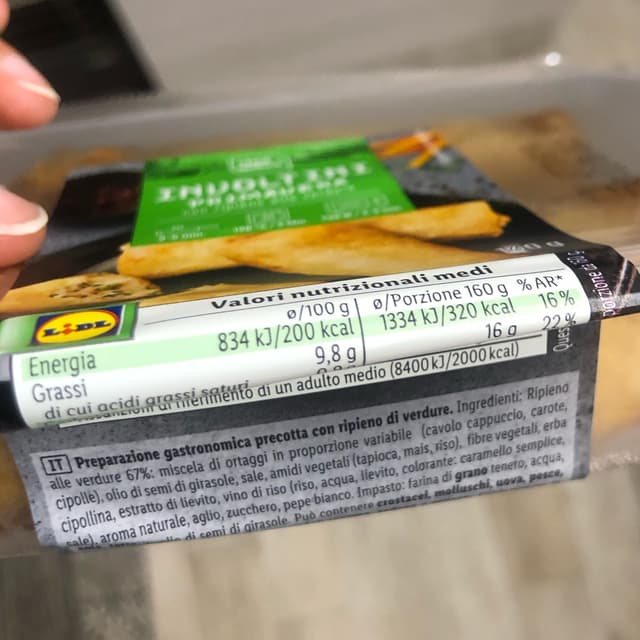 INVOLTINI
PRIMAVERA
LIDL
Valori nutrizionali medi
ø/100 g ø/Porzione 160 g % AR*
Energia 834 kJ/200 kcal 1334 kJ/320 kcal 16%
Grassi 9,8 g 16 g 22%
di cui acidi grassi saturi
di un adulto medio (8400 kJ/2000 kcal)
IT Preparazione gastronomica precotta con ripieno di verdure. Ingredienti: Ripieno
alle verdure 67%: miscela di ortaggi in proporzione variabile (cavolo cappuccio, carote,
cipolle), olio di semi di girasole, sale, amidi vegetali (tapioca, mais, riso), fibre vegetali, erba
cipollina, estratto di lievito, vino di riso (riso, acqua, lievito, colorante: caramello semplice,
sale), aroma naturale, aglio, zucchero, pepe bianco. Impasto: farina di grano tenero, acqua,
di semi di girasole. Può contenere crostacei, molluschi, uova, pesce,